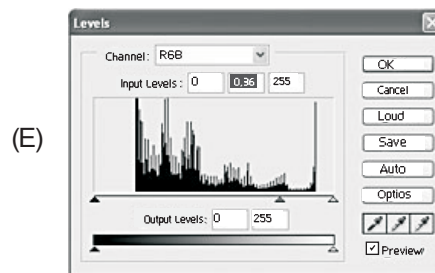 Levels
Channel: R6B
OK
Input Levels: 0 0,36 255
Cancel
Loud
(E)
Save
Auto
Optios
Output Levels: 0 255
Preview